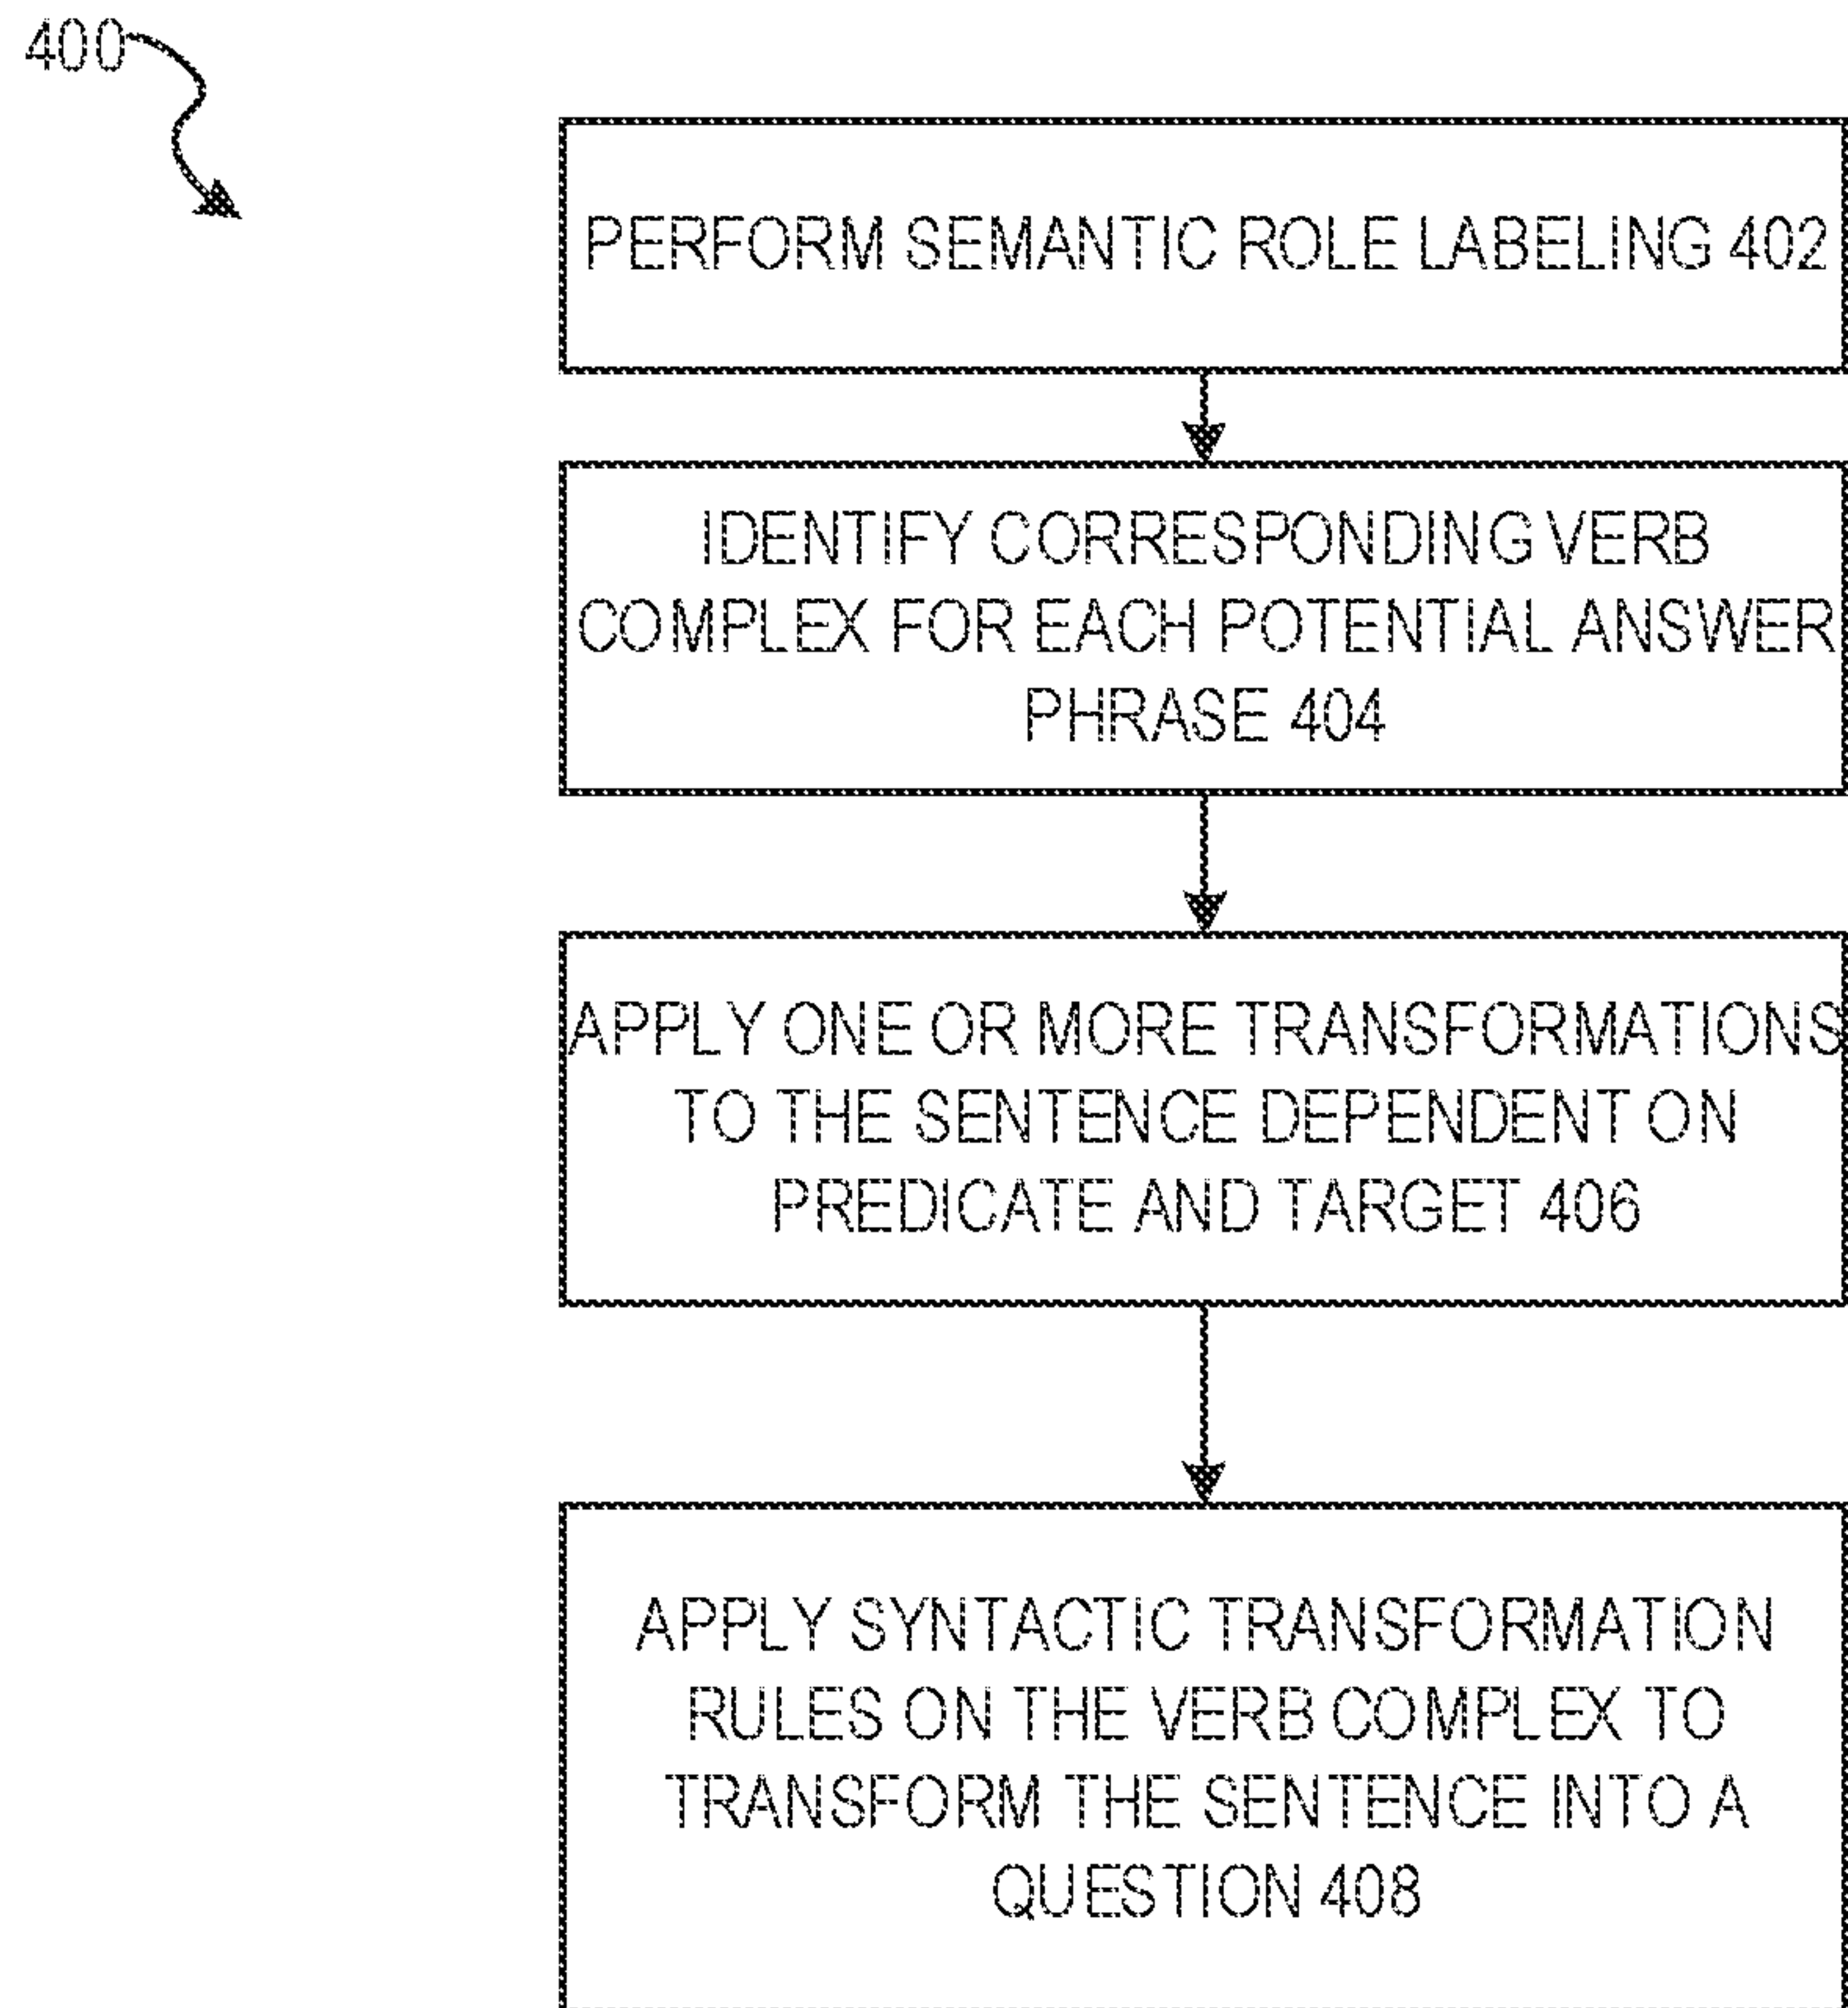 400
PERFORM SEMANTIC ROLE LABELING 402
IDENTIFY CORRESPONDING VERB
COMPLEX FOR EACH POTENTIAL ANSWER
PHRASE 404
APPLY ONE OR MORE TRANSFORMATIONS
TO THE SENTENCE DEPENDENT ON
PREDICATE AND TARGET 406
APPLY SYNTACTIC TRANSFORMATION
RULES ON THE VERB COMPLEX TO
TRANSFORM THE SENTENCE INTO A
QUESTION 408